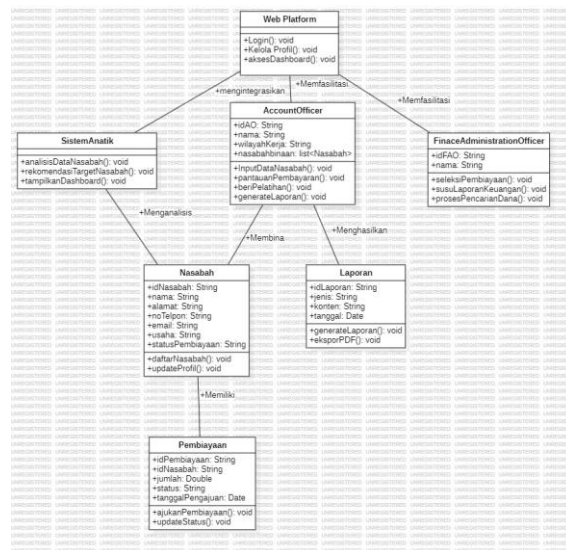 Web Platform
+Login(): void
+Kelola Profil(): void
+aksesDashboard(): void
+mengintegrasikan
+Memfasilitasi
+Memfasilitasi
SistemAnatik
+analisisDataNasabah(): void
+rekomendasiTargetNasabah(): void
+tampilkanDashboard(): void
AccountOfficer
+idAO: String
+nama: String
+wilayahKerja: String
+nasabahbinaan: list<Nasabah>
+InputDataNasabah(): void
+pantauanPembayaran(): void
+beriPelatihan(): void
+generateLaporan(): void
FinaceAdministrationOfficer
+idFAO: String
+nama: String
+seleksiPembiayaan(): void
+susuLaporanKeuangan(): void
+prosesPencarianDana(): void
+Menganalisis
+Membina
+Menghasilkan
Nasabah
+idNasabah: String
+nama: String
+alamat: String
+noTelpon: String
+email: String
+usaha: String
+statusPembiayaan: String
+daftarNasabah(): void
+updateProfil(): void
Laporan
+idLaporan: String
+jenis: String
+konten: String
+tanggal: Date
+generateLaporan(): void
+eksporPDF(): void
+Memiliki
Pembiayaan
+idPembiayaan: String
+idNasabah: String
+jumlah: Double
+status: String
+tanggalPengajuan: Date
+ajukanPembiayaan(): void
+updateStatus(): void